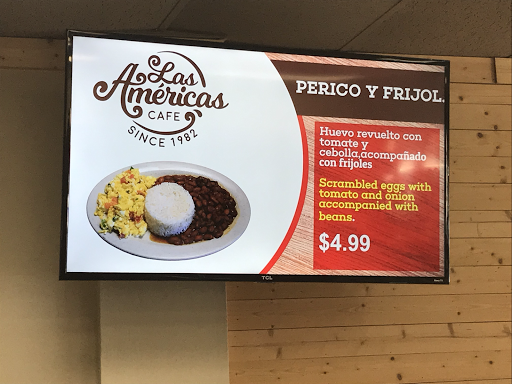 Las
Américas
CAFE
SINCE 1982
PERICO Y FRIJOL.
Huevo revuelto con
tomate y
cebolla,acompañado
con frijoles
Scrambled eggs with
tomato and onion
accompanied with
beans.
$4.99
TCL